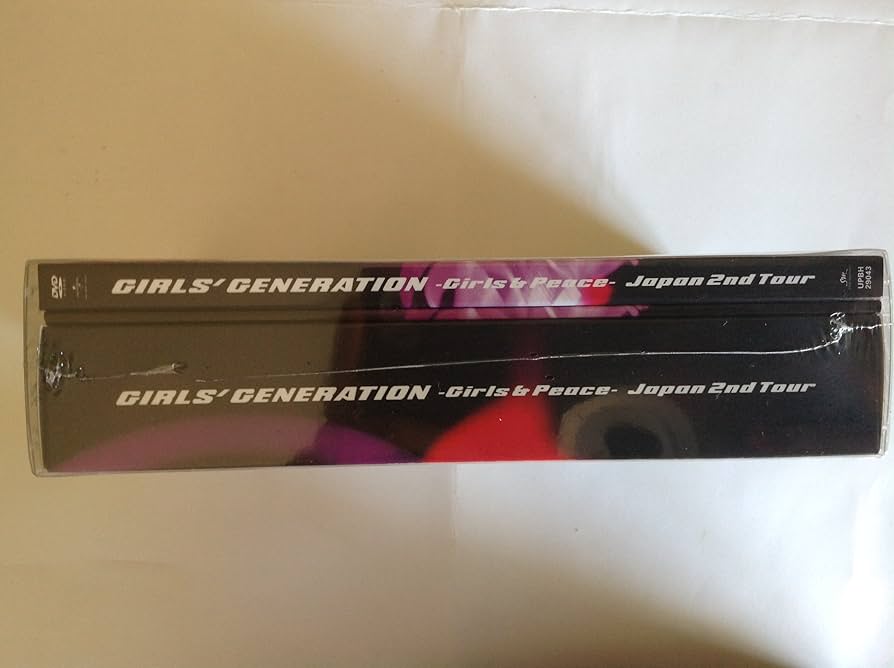 DVD
GIRLS' GENERATION -Girls & Peace- Japan 2nd Tour
UPBH
29043
GIRLS' GENERATION -Girls & Peace- Japan 2nd Tour